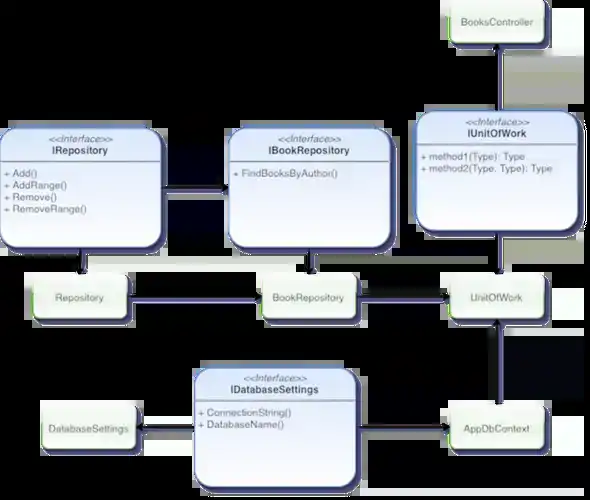 BooksController
<<Interface>>
IUnitOfWork
+ method1(Type): Type
+ method2(Type, Type): Type
<<Interface>>
IRepository
+ Add()
+ AddRange()
+ Remove()
+ RemoveRange()
<<Interface>>
IBookRepository
+ FindBooksByAuthor()
Repository
BookRepository
UnitOfWork
<<Interface>>
IDatabaseSettings
+ ConnectionString()
+ DatabaseName()
DatabaseSettings
AppDbContext